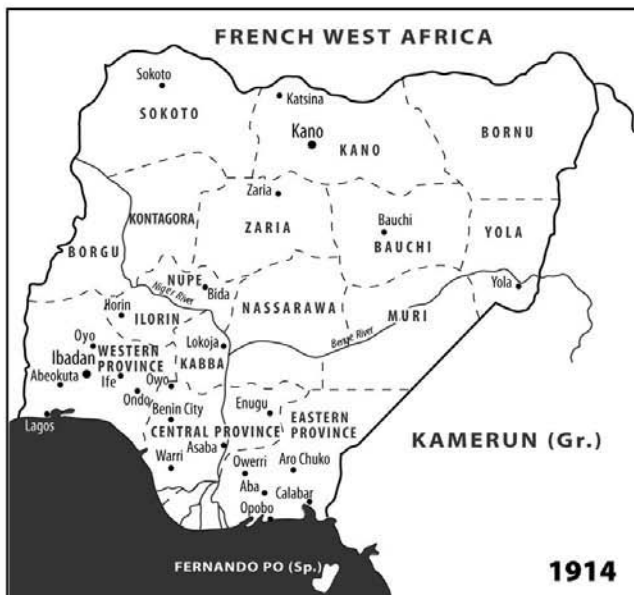 FRENCH WEST AFRICA
Sokoto
Katsina
SOKOTO
Kano
KANO
BORNU
Zaria
KONTAGORA
ZARIA
Bauchi
BAUCHI
YOLA
BORGU
NUPE
Bida
Niger River
NASSARAWA
MURI
Yola
Ilorin
ILORIN
Benue River
Oyo
Lokoja
Ibadan
WESTERN
PROVINCE
KABBA
Abeokuta
Ife
Owo
Ondo
Enugu
Benin City
EASTERN
PROVINCE
Lagos
CENTRAL PROVINCE
Asaba
KAMERUN (Gr.)
Warri
Owerri
Aro Chuko
Aba
Calabar
Opobo
FERNANDO PO (Sp.)
1914